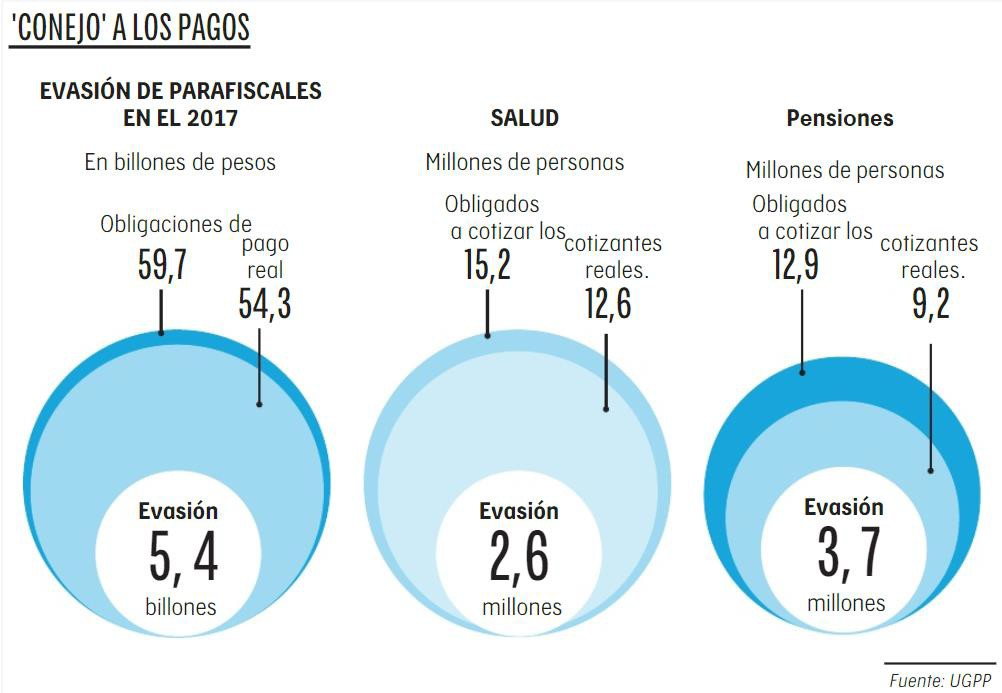 'CONEJO' A LOS PAGOS
EVASIÓN DE PARAFISCALES
EN EL 2017
En billones de pesos
Obligaciones de
59,7
pago
real
54,3
Evasión
5, 4
billones
SALUD
Millones de personas
Obligados
a cotizar los
15,2
cotizantes
reales.
12,6
Evasión
2,6
millones
Pensiones
Millones de personas
Obligados
a cotizar los
12,9
cotizantes
reales.
9,2
Evasión
3, 7
millones
Fuente: UGPP